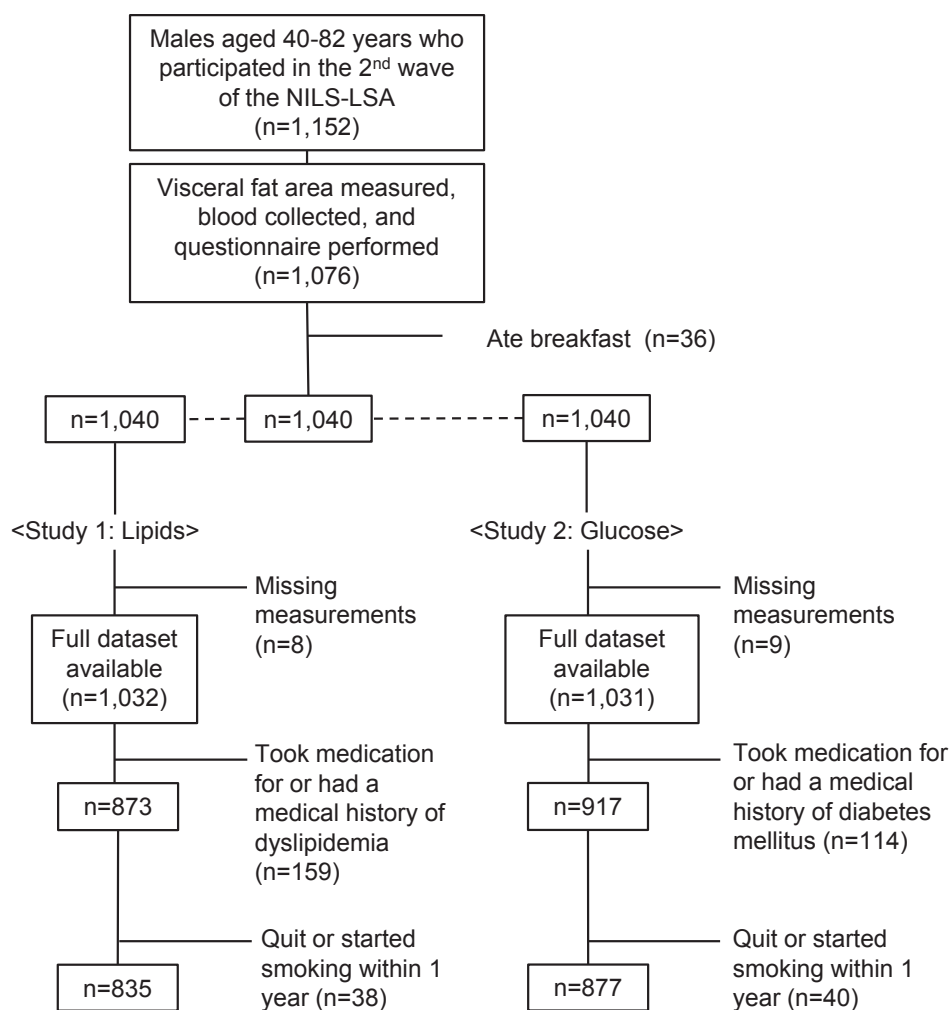 Males aged 40-82 years who
participated in the 2nd wave
of the NILS-LSA
(n=1,152)
Visceral fat area measured,
blood collected, and
questionnaire performed
(n=1,076)
Ate breakfast (n=36)
n=1,040
n=1,040
n=1,040
<Study 1: Lipids>
<Study 2: Glucose>
Missing
measurements
(n=8)
Missing
measurements
(n=9)
Full dataset
available
(n=1,032)
Full dataset
available
(n=1,031)
Took medication
for or had a
medical history of
dyslipidemia
(n=159)
Took medication for
or had a medical
history of diabetes
mellitus (n=114)
n=873
n=917
Quit or started
smoking within 1
year (n=38)
Quit or started
smoking within 1
year (n=40)
n=835
n=877